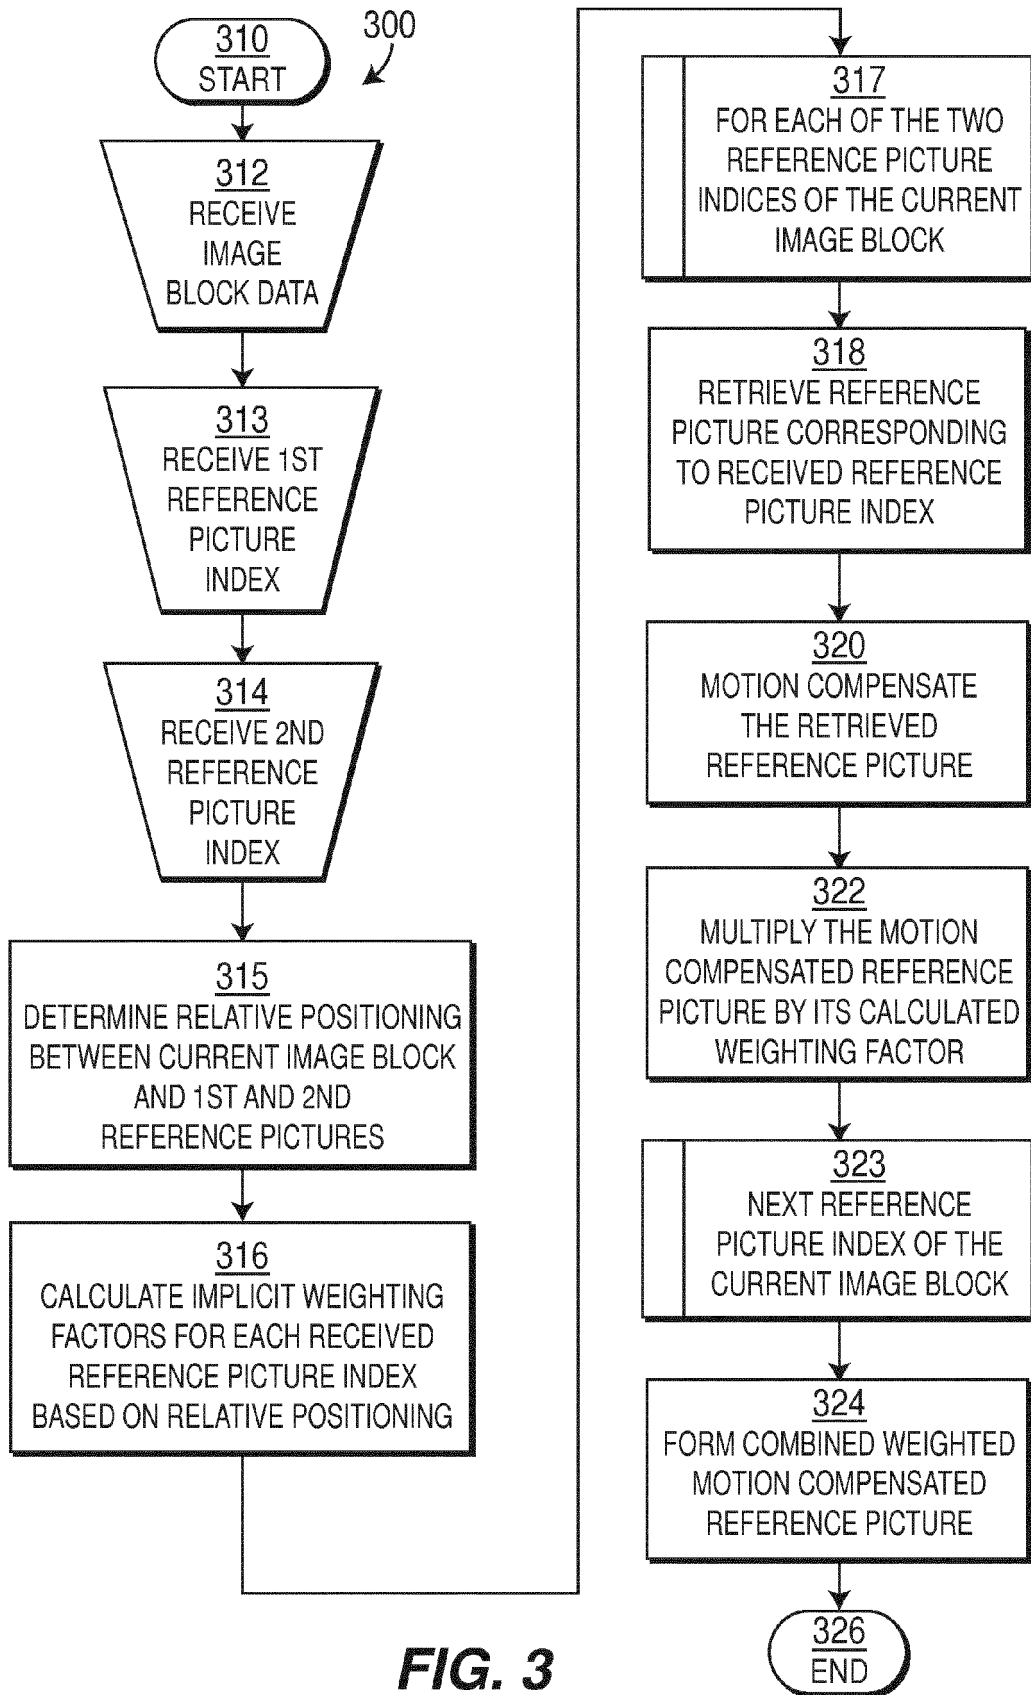 300
310
START
312
RECEIVE
IMAGE
BLOCK DATA
313
RECEIVE 1ST
REFERENCE
PICTURE
INDEX
314
RECEIVE 2ND
REFERENCE
PICTURE
INDEX
315
DETERMINE RELATIVE POSITIONING
BETWEEN CURRENT IMAGE BLOCK
AND 1ST AND 2ND
REFERENCE PICTURES
316
CALCULATE IMPLICIT WEIGHTING
FACTORS FOR EACH RECEIVED
REFERENCE PICTURE INDEX
BASED ON RELATIVE POSITIONING
317
FOR EACH OF THE TWO
REFERENCE PICTURE
INDICES OF THE CURRENT
IMAGE BLOCK
318
RETRIEVE REFERENCE
PICTURE CORRESPONDING
TO RECEIVED REFERENCE
PICTURE INDEX
320
MOTION COMPENSATE
THE RETRIEVED
REFERENCE PICTURE
322
MULTIPLY THE MOTION
COMPENSATED REFERENCE
PICTURE BY ITS CALCULATED
WEIGHTING FACTOR
323
NEXT REFERENCE
PICTURE INDEX OF THE
CURRENT IMAGE BLOCK
324
FORM COMBINED WEIGHTED
MOTION COMPENSATED
REFERENCE PICTURE
326
END
FIG. 3